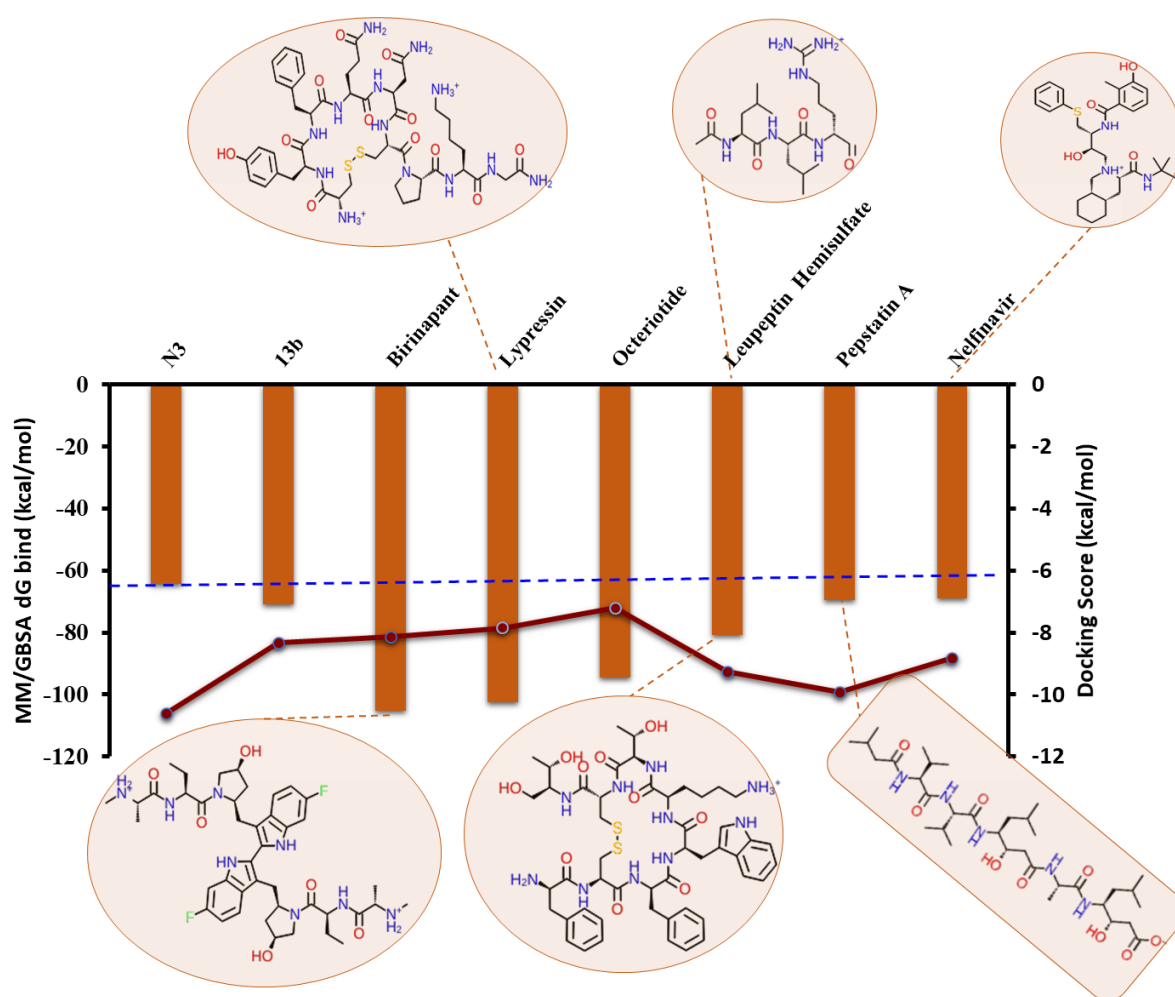 N3
13b
Birinapant
Lypressin
Octeriotide
Leupeptin Hemisulfate
Pepstatin A
Nelfinavir
MM/GBSA dG bind (kcal/mol)
0
-20
-40
-60
-80
-100
-120
0
-2
-4
-6
-8
-10
-12
Docking Score (kcal/mol)